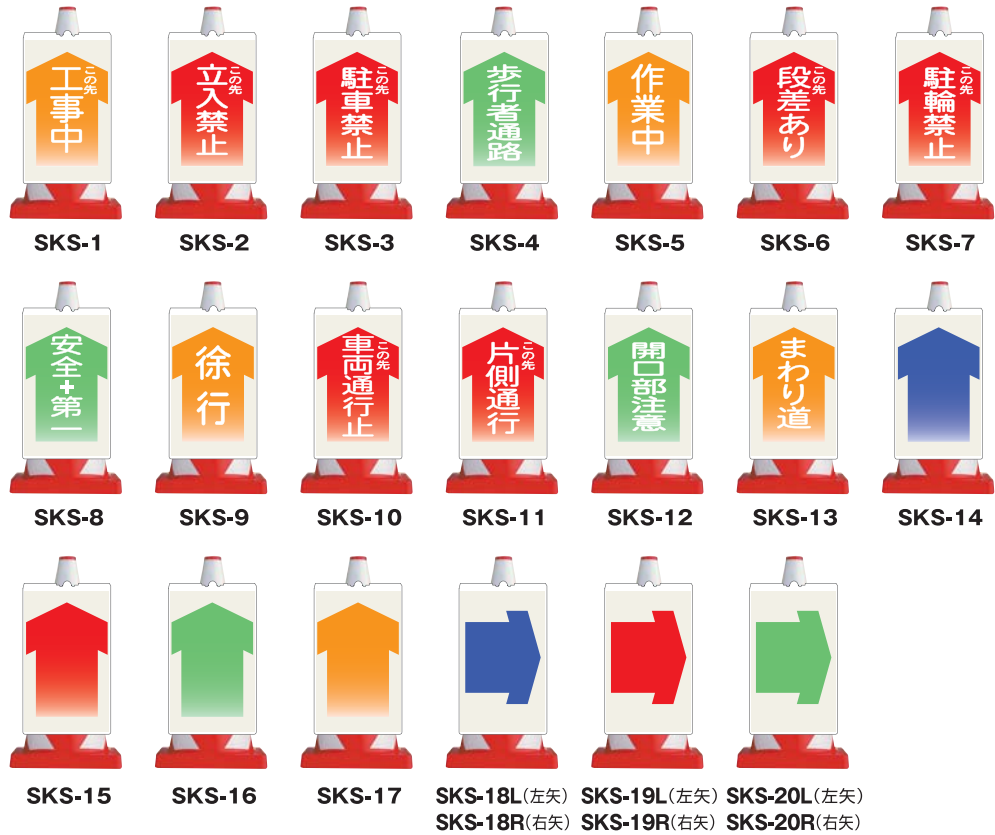 この先
工事中
この先
立入禁止
この先
駐車禁止
歩行者通路
作業中
この先
段差あり
この先
駐輪禁止
SKS-1
SKS-2
SKS-3
SKS-4
SKS-5
SKS-6
SKS-7
安全+第一
徐行
この先
車両通行止
この先
片側通行
開口部注意
まわり道
SKS-8
SKS-9
SKS-10
SKS-11
SKS-12
SKS-13
SKS-14
SKS-15
SKS-16
SKS-17
SKS-18L(左矢)
SKS-18R(右矢)
SKS-19L(左矢)
SKS-19R(右矢)
SKS-20L(左矢)
SKS-20R(右矢)